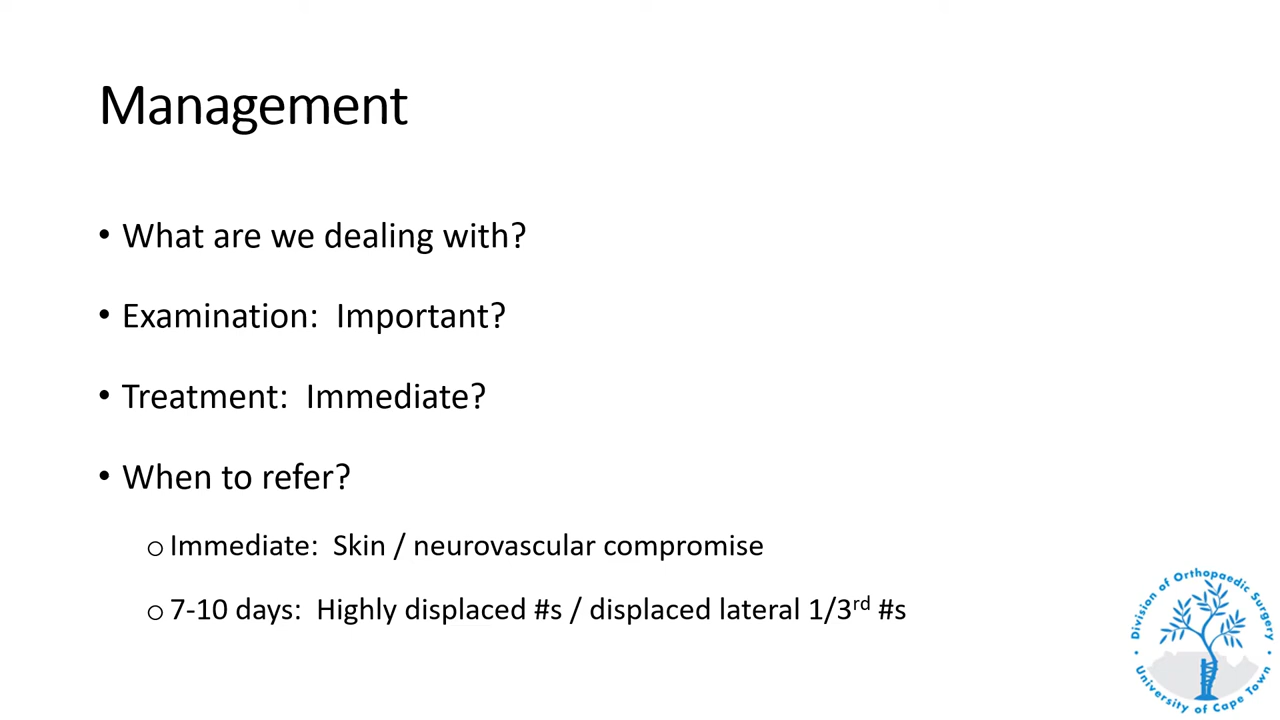 Management
• What are we dealing with?
• Examination:  Important?
• Treatment:  Immediate?
• When to refer?
o Immediate:  Skin / neurovascular compromise
o 7-10 days:  Highly displaced #s / displaced lateral 1/3rd #s
Division of Orthopaedic Surgery
• University of Cape Town •